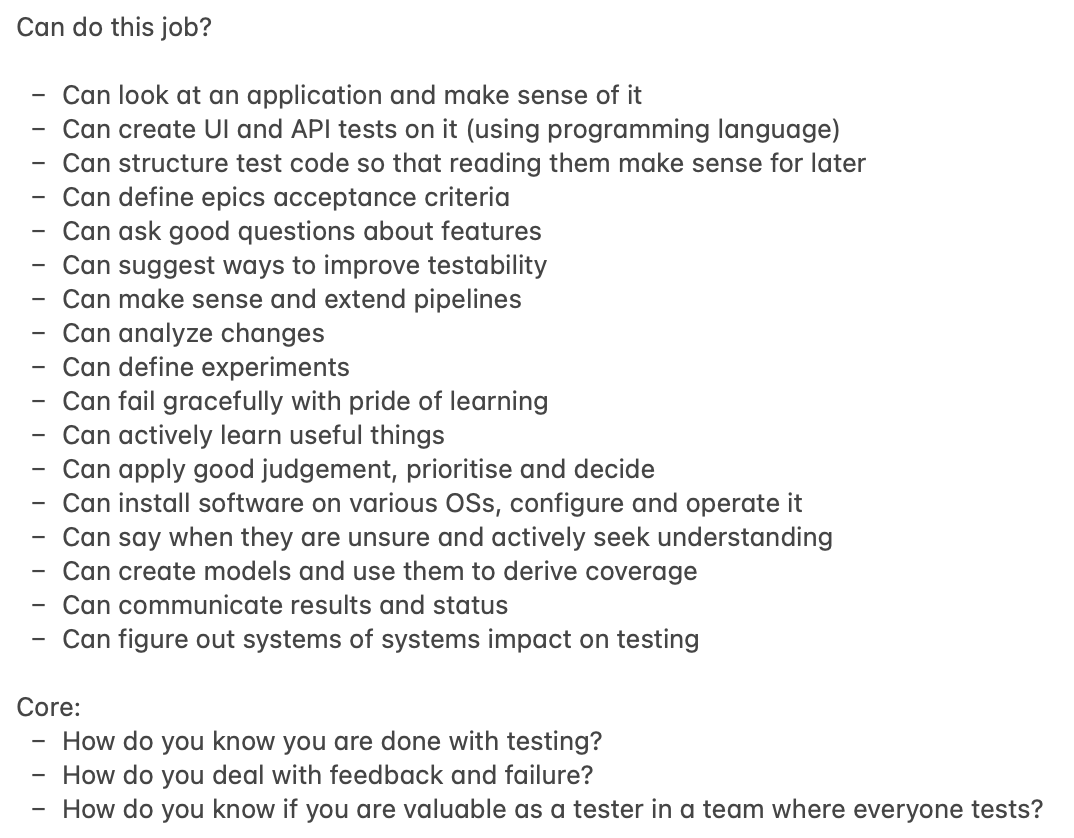 Can do this job?
– Can look at an application and make sense of it
– Can create UI and API tests on it (using programming language)
– Can structure test code so that reading them make sense for later
– Can define epics acceptance criteria
– Can ask good questions about features
– Can suggest ways to improve testability
– Can make sense and extend pipelines
– Can analyze changes
– Can define experiments
– Can fail gracefully with pride of learning
– Can actively learn useful things
– Can apply good judgement, prioritise and decide
– Can install software on various OSs, configure and operate it
– Can say when they are unsure and actively seek understanding
– Can create models and use them to derive coverage
– Can communicate results and status
– Can figure out systems of systems impact on testing
Core:
– How do you know you are done with testing?
– How do you deal with feedback and failure?
– How do you know if you are valuable as a tester in a team where everyone tests?